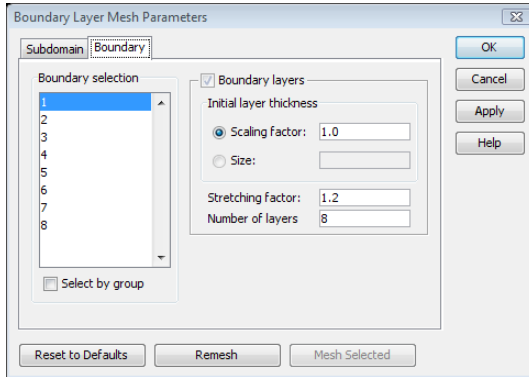 Boundary Layer Mesh Parameters
Subdomain Boundary
Boundary selection
1
2
3
4
5
6
7
8
Select by group
Boundary layers
Initial layer thickness
Scaling factor: 1.0
Size:
Stretching factor: 1.2
Number of layers 8
OK
Cancel
Apply
Help
Reset to Defaults Remesh Mesh Selected